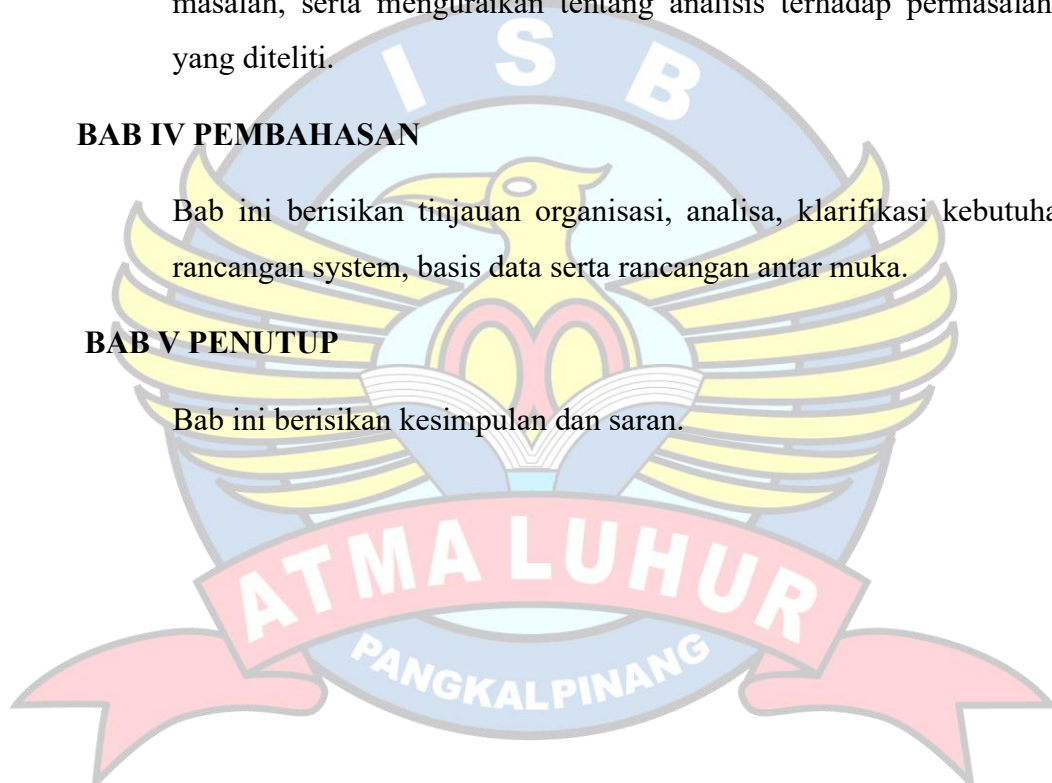 masalah, serta menguraikan tentang analisis terhadap permasalah
yang diteliti.
I S B
BAB IV PEMBAHASAN
Bab ini berisikan tinjauan organisasi, analisa, klarifikasi kebutuha
rancangan system, basis data serta rancangan antar muka.
BAB V PENUTUP
Bab ini berisikan kesimpulan dan saran.
ATMA LUHUR
PANGKALPINANG